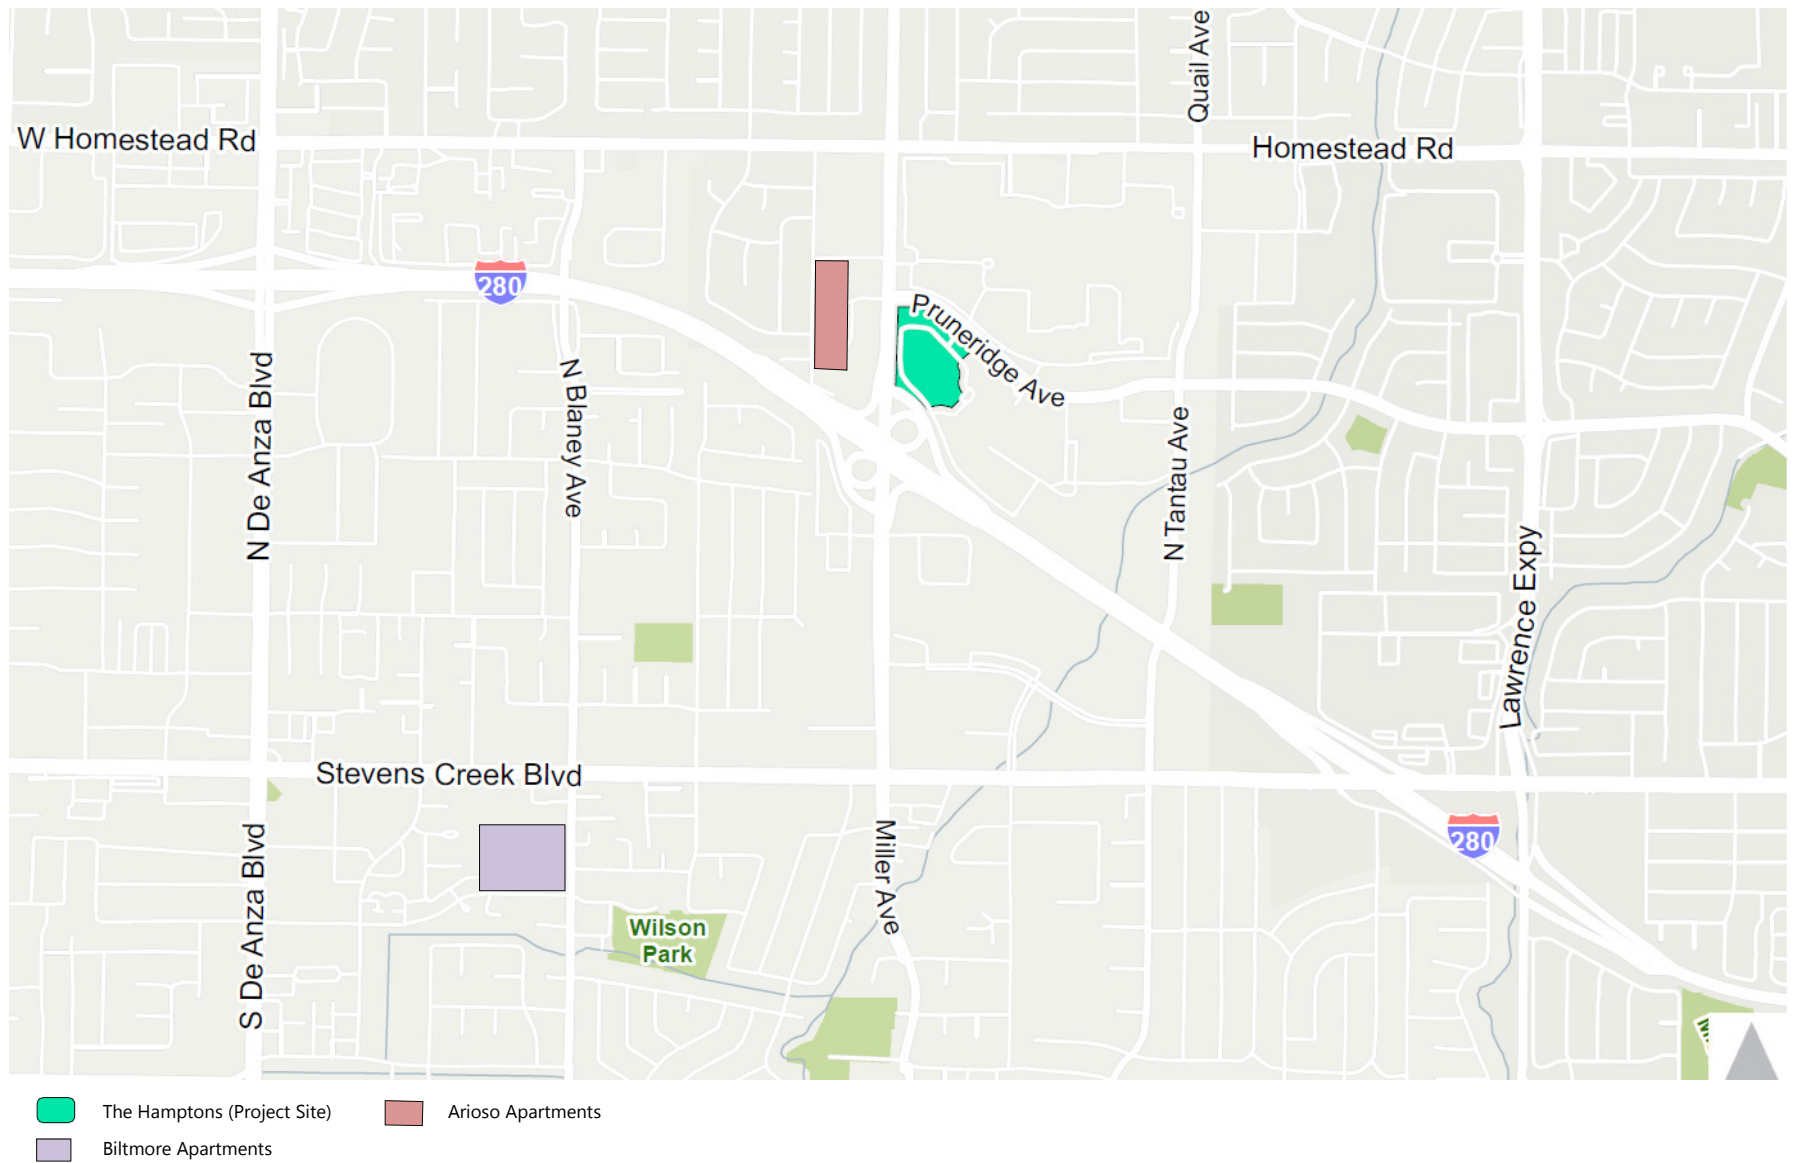 Quail Ave
W Homestead Rd
Homestead Rd
280
Pruneridge Ave
N De Anza Blvd
N Blaney Ave
N Tantau Ave
Lawrence Expy
Stevens Creek Blvd
280
S De Anza Blvd
Miller Ave
Wilson
Park
The Hamptons (Project Site)
Arioso Apartments
Biltmore Apartments